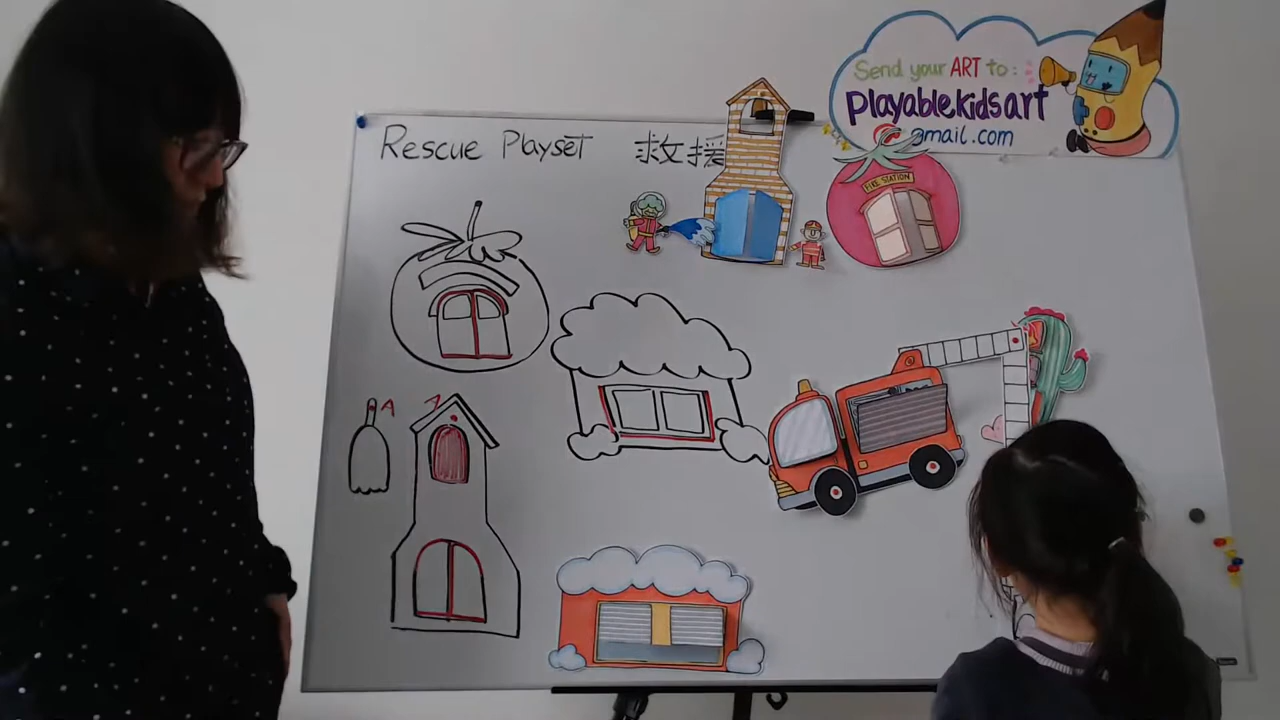 Rescue Playset 救援
Send your ART to:
playablekidsart
@gmail.com
FIRE STATION
A